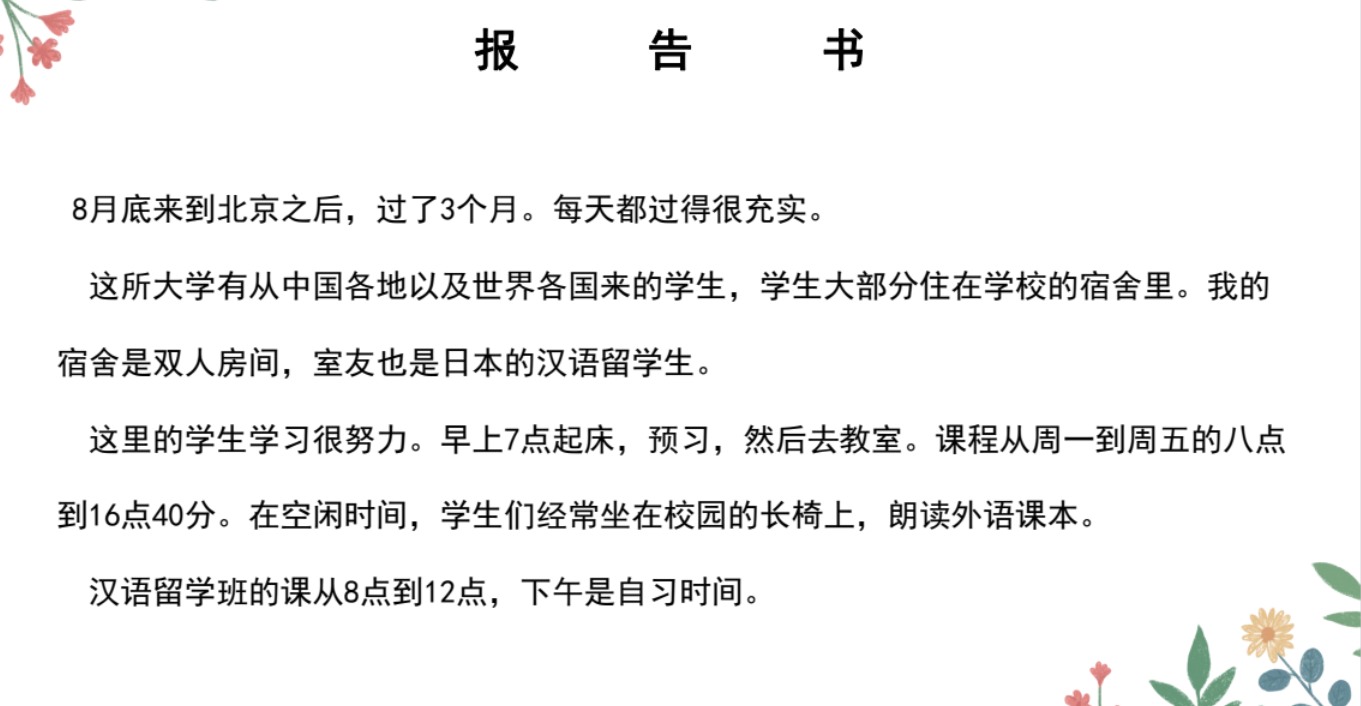 报 告 书
8月底来到北京之后，过了3个月。每天都过得很充实。
这所大学有从中国各地以及世界各国来的学生，学生大部分住在学校的宿舍里。我的
宿舍是双人房间，室友也是日本的汉语留学生。
这里的学生学习很努力。早上7点起床，预习，然后去教室。课程从周一到周五的八点
到16点40分。在空闲时间，学生们经常坐在校园的长椅上，朗读外语课本。
汉语留学班的课从8点到12点，下午是自习时间。